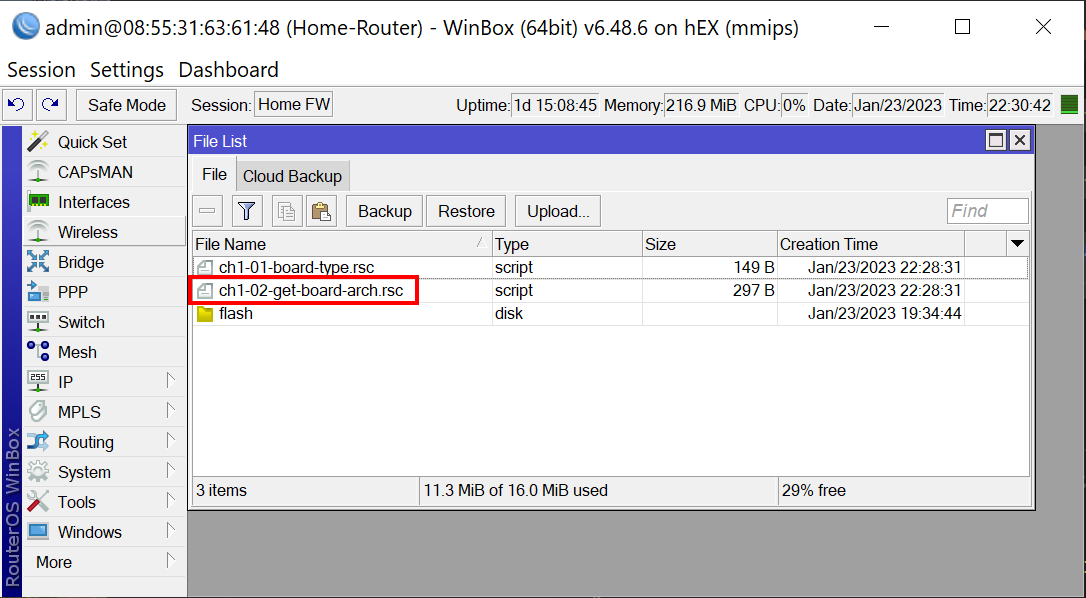 admin@08:55:31:63:61:48 (Home-Router) - WinBox (64bit) v6.48.6 on hEX (mmips)
Session Settings Dashboard
Safe Mode Session: Home FW Uptime: 1d 15:08:45 Memory: 216.9 MiB CPU: 0% Date: Jan/23/2023 Time: 22:30:42
RouterOS WinBox
Quick Set
CAPsMAN
Interfaces
Wireless
Bridge
PPP
Switch
Mesh
255
IP
MPLS
Routing
System
Tools
Windows
More
File List
File Cloud Backup
Backup Restore Upload... Find
File Name Type Size Creation Time
ch1-01-board-type.rsc script 149 B Jan/23/2023 22:28:31
ch1-02-get-board-arch.rsc script 297 B Jan/23/2023 22:28:31
flash disk Jan/23/2023 19:34:44
3 items 11.3 MiB of 16.0 MiB used 29% free